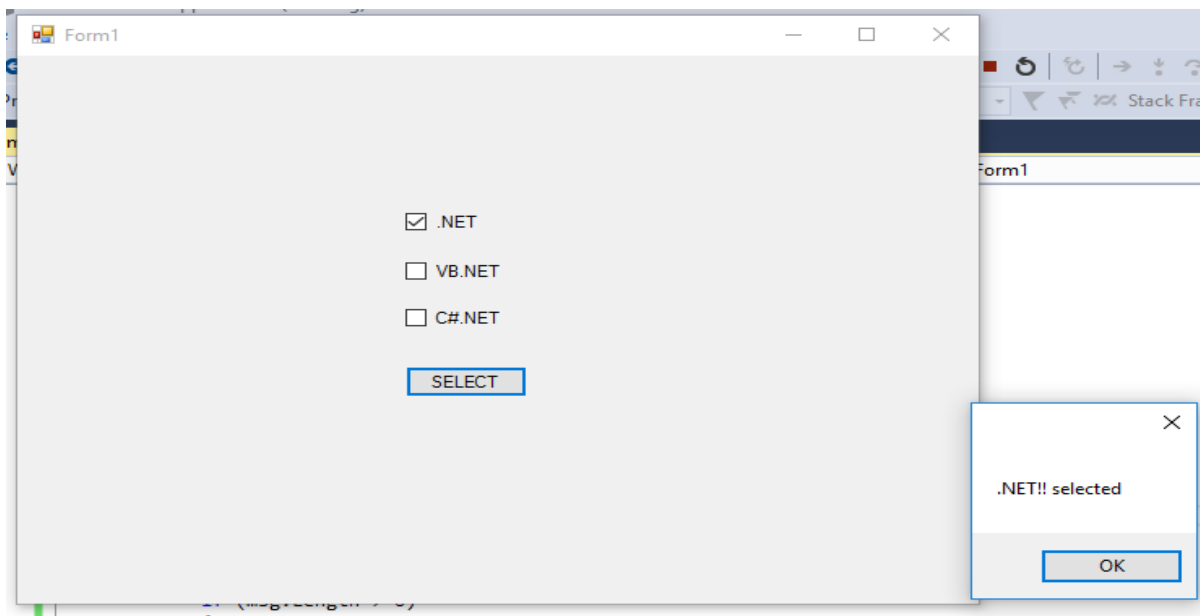 Form1
Stack Fra
Form1
.NET
VB.NET
C#.NET
SELECT
.NET!! selected
OK